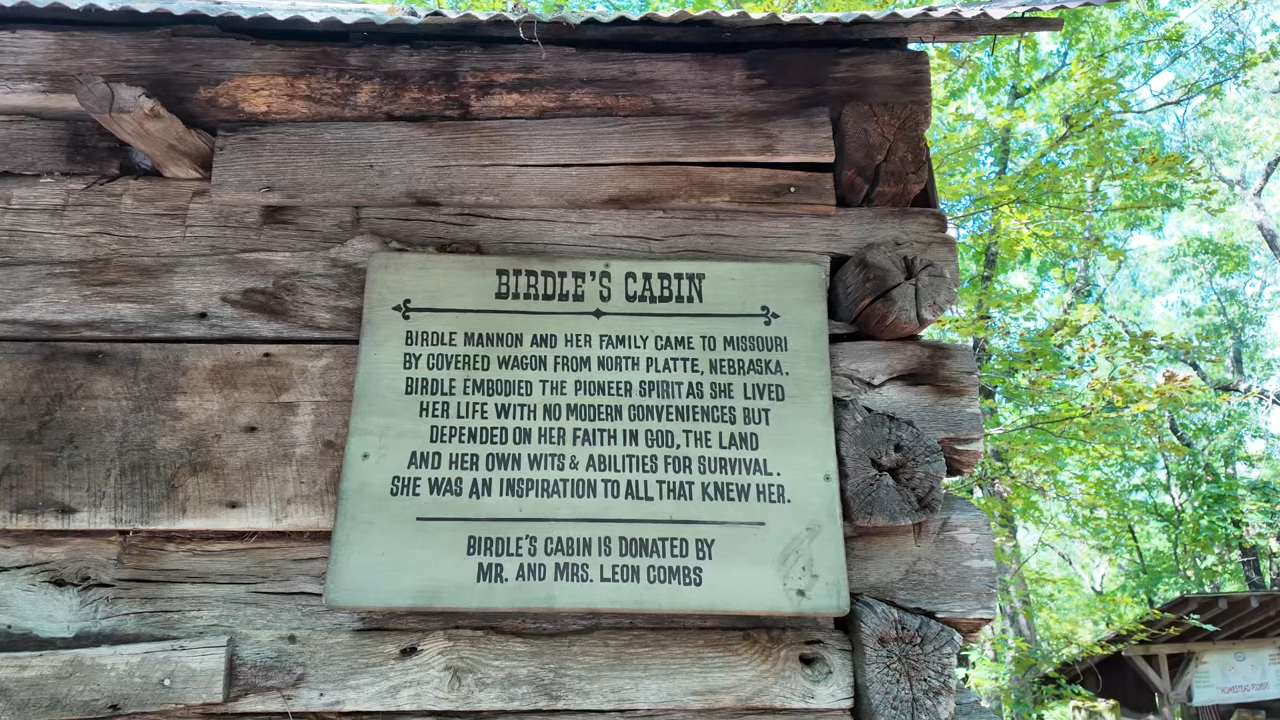 BIRDLE'S CABIN
BIRDLE MANNON AND HER FAMILY CAME TO MISSOURI
BY COVERED WAGON FROM NORTH PLATTE, NEBRASKA.
BIRDLE EMBODIED THE PIONEER SPIRIT AS SHE LIVED
HER LIFE WITH NO MODERN CONVENIENCES BUT
DEPENDED ON HER FAITH IN GOD, THE LAND
AND HER OWN WITS & ABILITIES FOR SURVIVAL.
SHE WAS AN INSPIRATION TO ALL THAT KNEW HER.
BIRDLE'S CABIN IS DONATED BY
MR. AND MRS. LEON COMBS
HOMESTEAD PICKERS